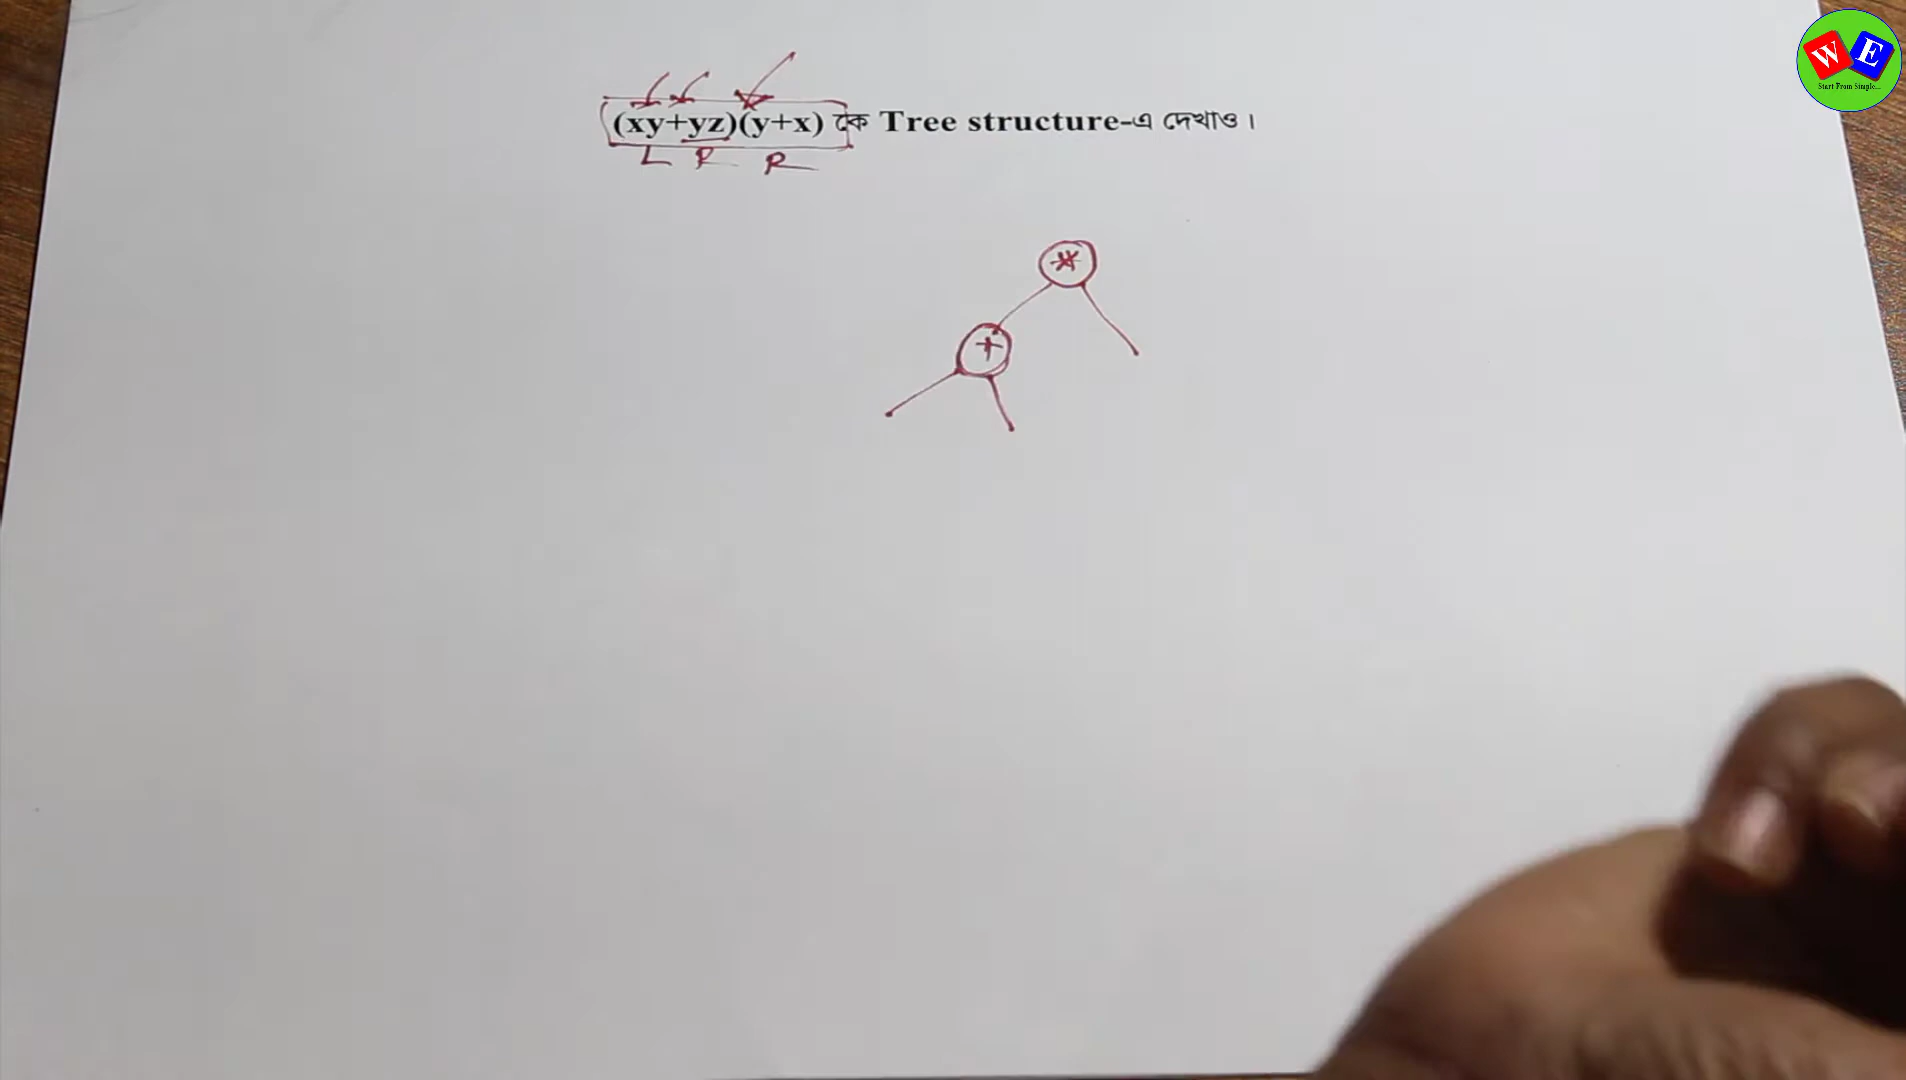 W E
Start From Simple...
(xy+yz)(y+x) কে Tree structure-এ দেখাও।
L R R
*
+